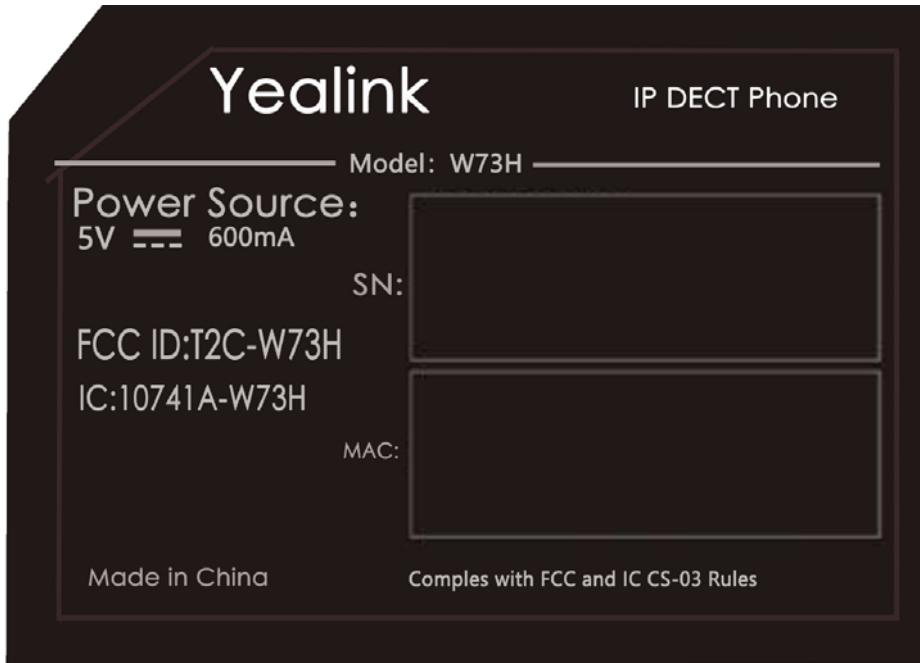 Yealink
IP DECT Phone
Model: W73H
Power Source:
5V 600mA
SN:
FCC ID:T2C-W73H
IC:10741A-W73H
MAC:
Made in China
Comples with FCC and IC CS-03 Rules